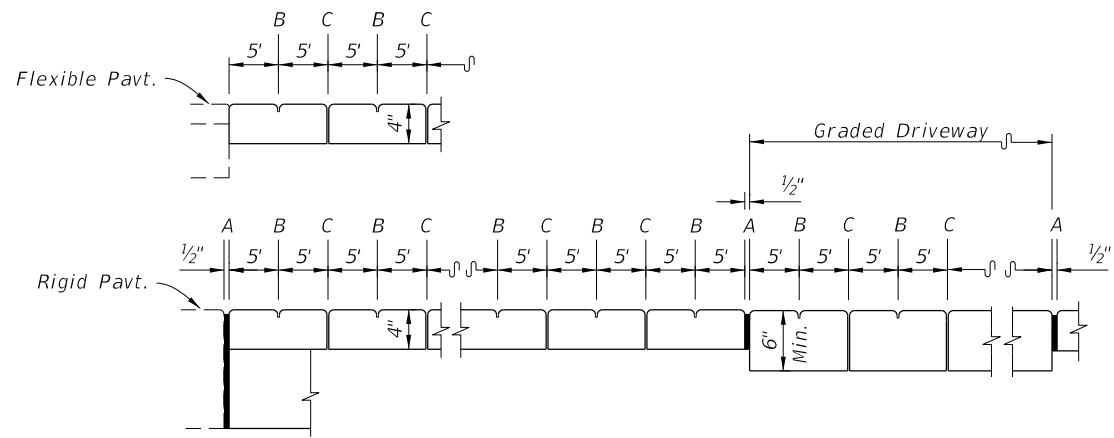 B C B C
5' 5' 5' 5'
Flexible Pavt.
4"
Graded Driveway
½"
A B C B C B C B C B A B C B C A
½" 5' 5' 5' 5' 5' 5' 5' 5' 5' 5' 5' 5' 5' ½"
Rigid Pavt.
4"
6" Min.